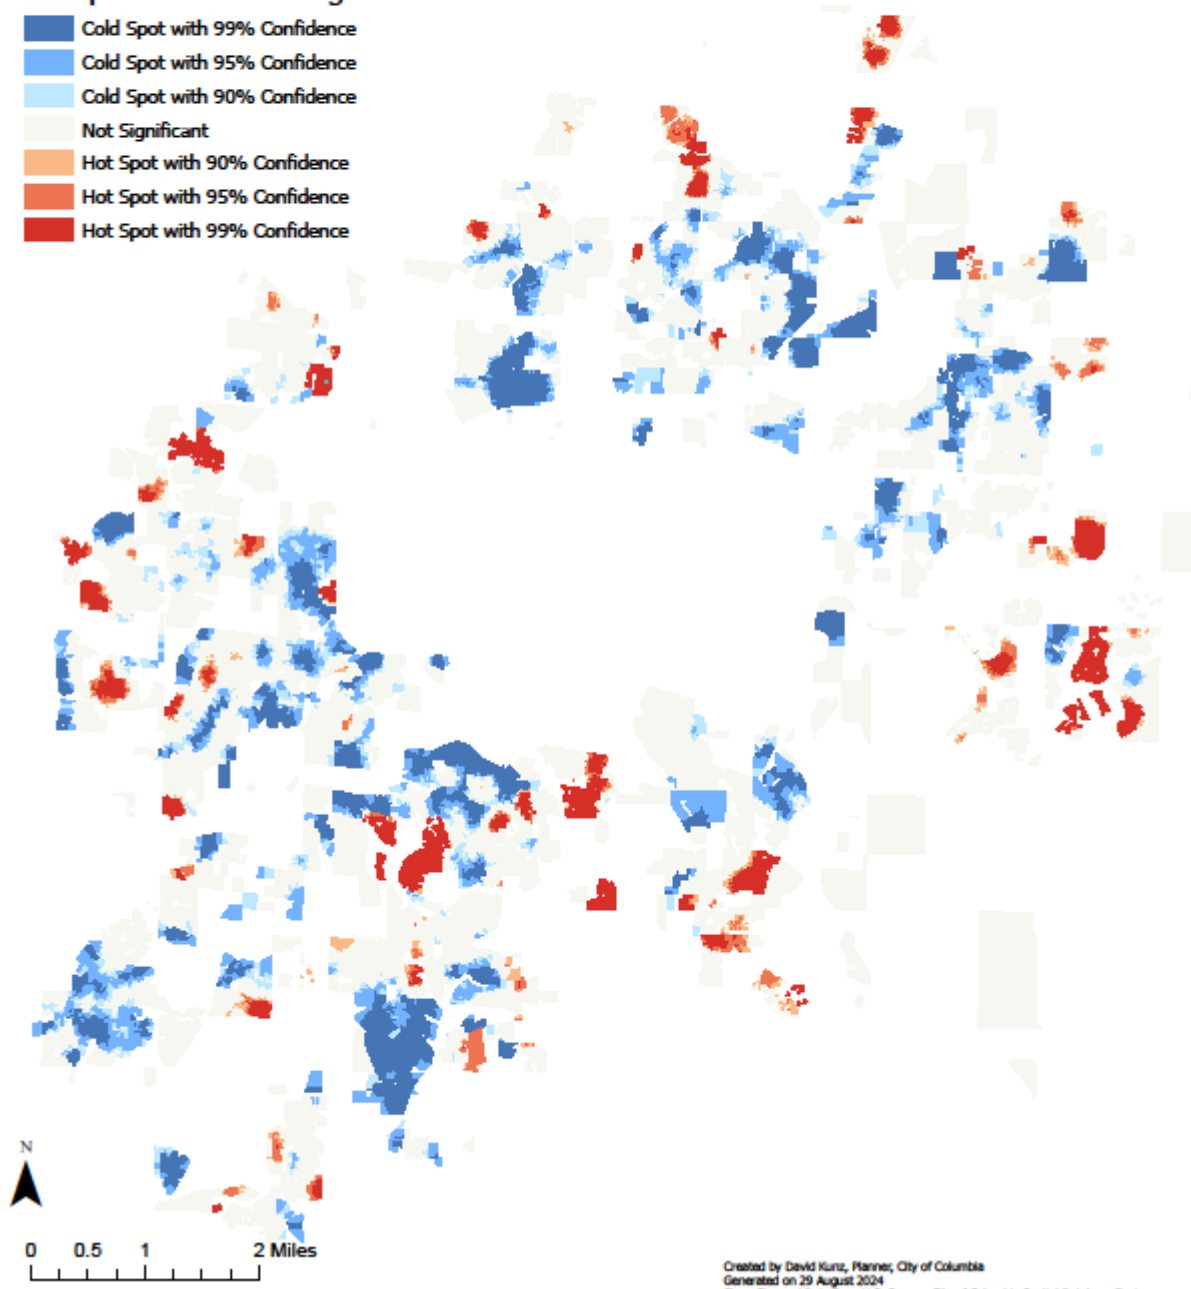 Cold Spot with 99% Confidence
Cold Spot with 95% Confidence
Cold Spot with 90% Confidence
Not Significant
Hot Spot with 90% Confidence
Hot Spot with 95% Confidence
Hot Spot with 99% Confidence
N
0 0.5 1 2 Miles
Created by David Kunz, Planner, City of Columbia
Generated on 29 August 2024